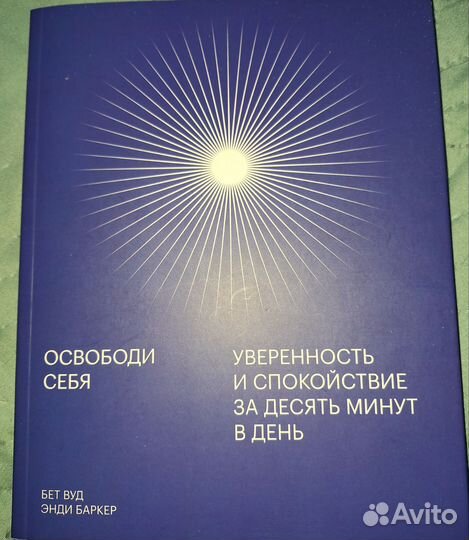 ОСВОБОДИ
СЕБЯ
УВЕРЕННОСТЬ
И СПОКОЙСТВИЕ
ЗА ДЕСЯТЬ МИНУТ
В ДЕНЬ
БЕТ ВУД
ЭНДИ БАРКЕР
Avito